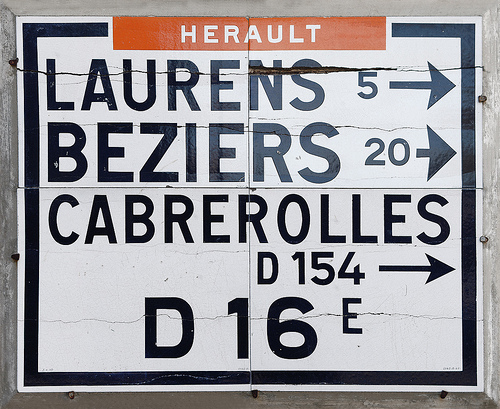 HERAULT
LAURENS 5
BEZIERS 20
CABREROLLES
D 154
D 16 E